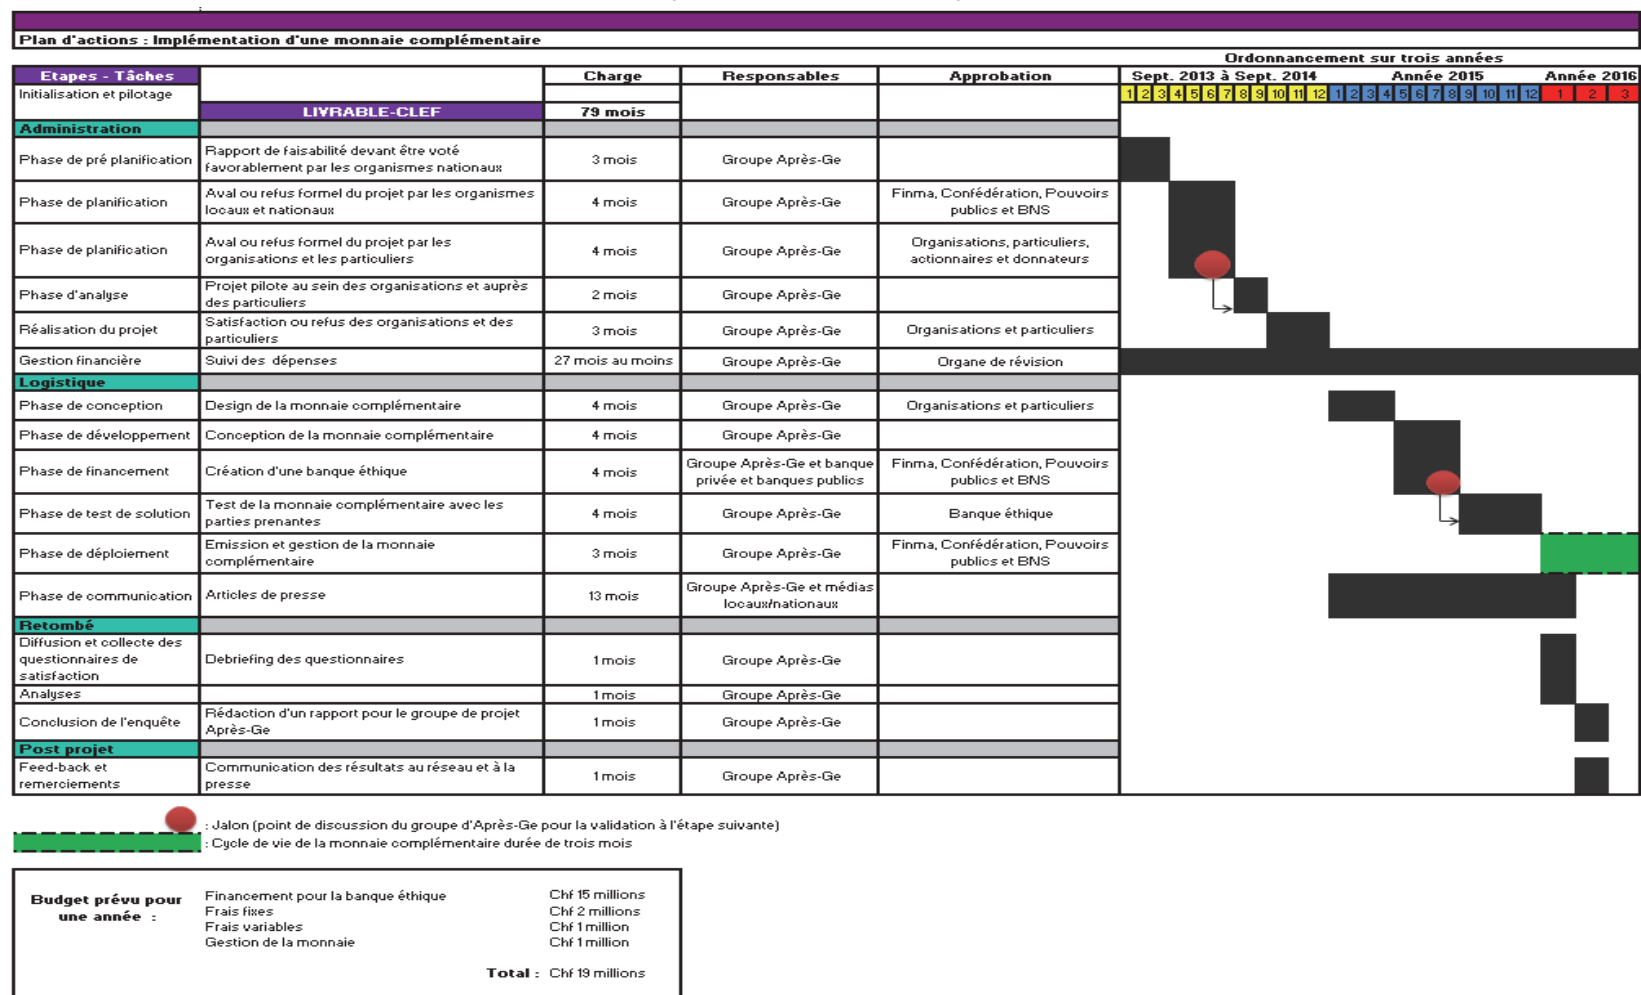 Plan d'actions : Implémentation d'une monnaie complémentaire
Ordonnancement sur trois années
Etapes - Tâches Charge Responsables Approbation Sept. 2013 à Sept. 2014 Année 2015 Année 2016
Initialisation et pilotage 1 2 3 4 5 6 7 8 9 10 11 12 1 2 3 4 5 6 7 8 9 10 11 12 1 2 3
LIVRABLE-CLEF 79 mois
Administration
Phase de pré planification
Rapport de faisabilité devant être voté
favorablement par les organismes nationaux
3 mois
Groupe Après-Ge
Phase de planification
Aval ou refus formel du projet par les organismes
locaux et nationaux
4 mois
Groupe Après-Ge
Finma, Confédération, Pouvoirs
publics et BNS
Phase de planification
Aval ou refus formel du projet par les
organisations et les particuliers
4 mois
Groupe Après-Ge
Organisations, particuliers,
actionnaires et donnateurs
Phase d'analyse
Projet pilote au sein des organisations et auprès
des particuliers
2 mois
Groupe Après-Ge
Réalisation du projet
Satisfaction ou refus des organisations et des
particuliers
3 mois
Groupe Après-Ge
Organisations et particuliers
Gestion financière
Suivi des dépenses
27 mois au moins
Groupe Après-Ge
Organe de révision
Logistique
Phase de conception
Design de la monnaie complémentaire
4 mois
Groupe Après-Ge
Organisations et particuliers
Phase de développement
Conception de la monnaie complémentaire
4 mois
Groupe Après-Ge
Phase de financement
Création d'une banque éthique
4 mois
Groupe Après-Ge et banque
privée et banques publics
Finma, Confédération, Pouvoirs
publics et BNS
Phase de test de solution
Test de la monnaie complémentaire avec les
parties prenantes
4 mois
Groupe Après-Ge
Banque éthique
Phase de déploiement
Emission et gestion de la monnaie
complémentaire
3 mois
Groupe Après-Ge
Finma, Confédération, Pouvoirs
publics et BNS
Phase de communication
Articles de presse
13 mois
Groupe Après-Ge et médias
locaux/nationaux
Retombé
Diffusion et collecte des
questionnaires de
satisfaction
Debriefing des questionnaires
1 mois
Groupe Après-Ge
Analyses
1 mois
Groupe Après-Ge
Conclusion de l'enquête
Rédaction d'un rapport pour le groupe de projet
Après-Ge
1 mois
Groupe Après-Ge
Post projet
Feed-back et
remerciements
Communication des résultats au réseau et à la
presse
1 mois
Groupe Après-Ge
: Jalon (point de discussion du groupe d'Après-Ge pour la validation à l'étape suivante)
: Cycle de vie de la monnaie complémentaire durée de trois mois
Budget prévu pour
une année :
Financement pour la banque éthique Chf 15 millions
Frais fixes Chf 2 millions
Frais variables Chf 1 million
Gestion de la monnaie Chf 1 million
Total : Chf 19 millions